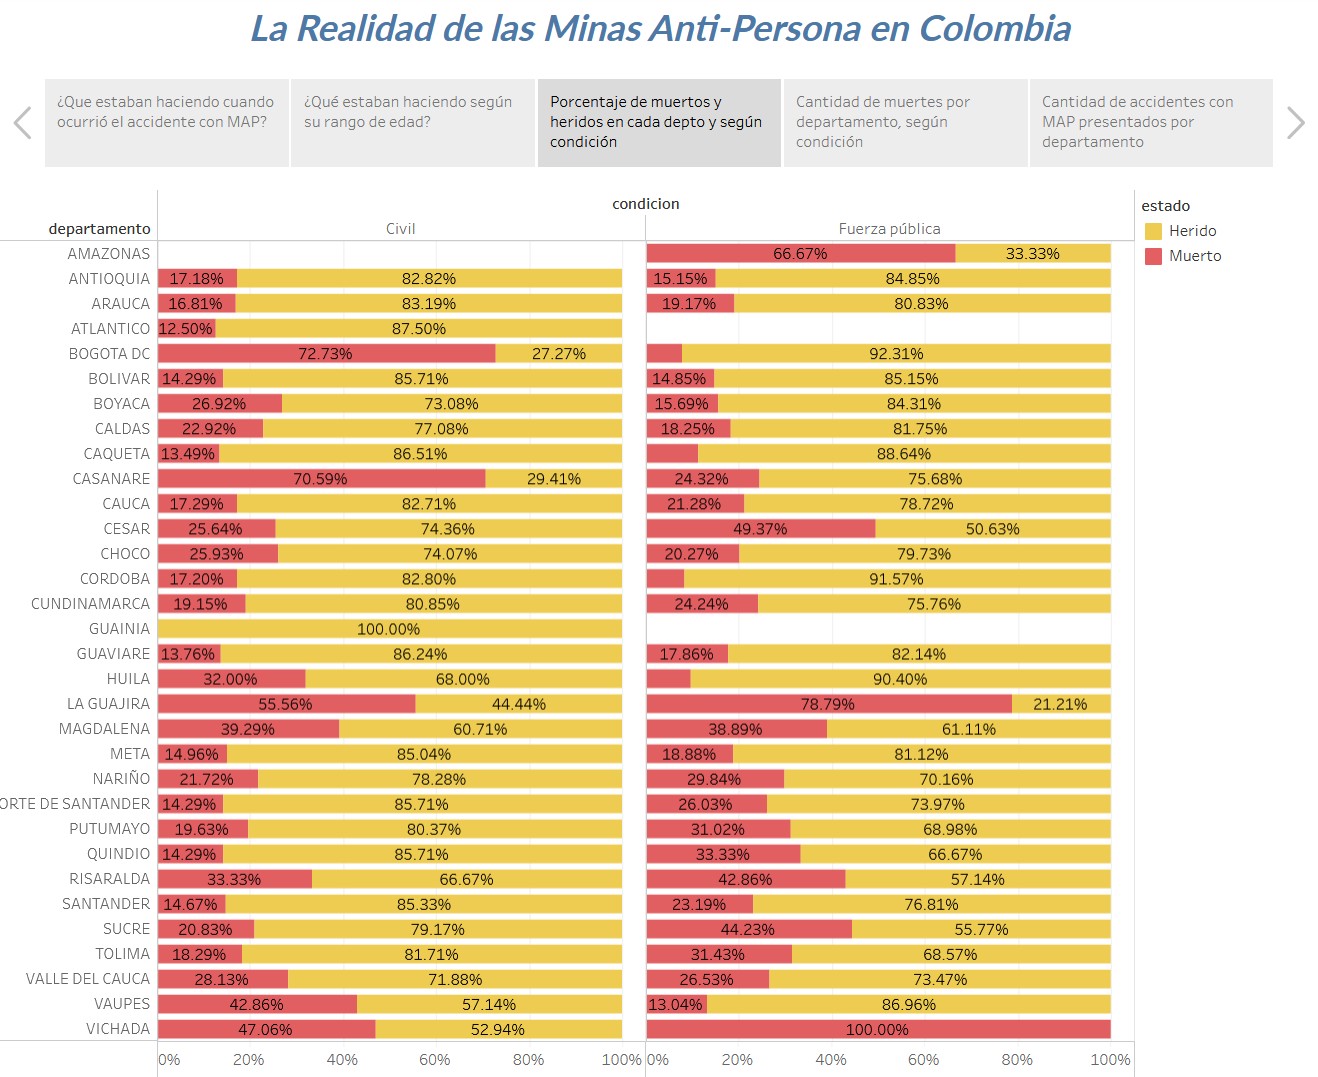 La Realidad de las Minas Anti-Persona en Colombia
¿Que estaban haciendo cuando
ocurrió el accidente con MAP?
¿Qué estaban haciendo según
su rango de edad?
Porcentaje de muertos y
heridos en cada depto y según
condición
Cantidad de muertes por
departamento, según
condición
Cantidad de accidentes con
MAP presentados por
departamento
condicion
departamento Civil Fuerza pública
estado
Herido
Muerto
AMAZONAS 66.67% 33.33%
ANTIOQUIA 17.18% 82.82% 15.15% 84.85%
ARAUCA 16.81% 83.19% 19.17% 80.83%
ATLANTICO 12.50% 87.50%
BOGOTA DC 72.73% 27.27% 92.31%
BOLIVAR 14.29% 85.71% 14.85% 85.15%
BOYACA 26.92% 73.08% 15.69% 84.31%
CALDAS 22.92% 77.08% 18.25% 81.75%
CAQUETA 13.49% 86.51% 88.64%
CASANARE 70.59% 29.41% 24.32% 75.68%
CAUCA 17.29% 82.71% 21.28% 78.72%
CESAR 25.64% 74.36% 49.37% 50.63%
CHOCO 25.93% 74.07% 20.27% 79.73%
CORDOBA 17.20% 82.80% 91.57%
CUNDINAMARCA 19.15% 80.85% 24.24% 75.76%
GUAINIA 100.00%
GUAVIARE 13.76% 86.24% 17.86% 82.14%
HUILA 32.00% 68.00% 90.40%
LA GUAJIRA 55.56% 44.44% 78.79% 21.21%
MAGDALENA 39.29% 60.71% 38.89% 61.11%
META 14.96% 85.04% 18.88% 81.12%
NARIÑO 21.72% 78.28% 29.84% 70.16%
ORTE DE SANTANDER 14.29% 85.71% 26.03% 73.97%
PUTUMAYO 19.63% 80.37% 31.02% 68.98%
QUINDIO 14.29% 85.71% 33.33% 66.67%
RISARALDA 33.33% 66.67% 42.86% 57.14%
SANTANDER 14.67% 85.33% 23.19% 76.81%
SUCRE 20.83% 79.17% 44.23% 55.77%
TOLIMA 18.29% 81.71% 31.43% 68.57%
VALLE DEL CAUCA 28.13% 71.88% 26.53% 73.47%
VAUPES 42.86% 57.14% 13.04% 86.96%
VICHADA 47.06% 52.94% 100.00%
0% 20% 40% 60% 80% 100% 0% 20% 40% 60% 80% 100%